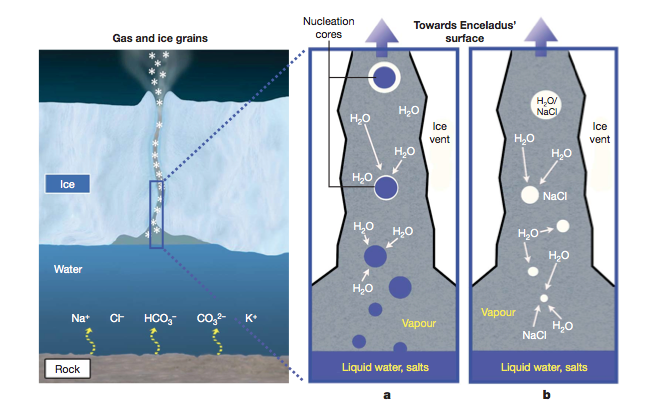 Gas and ice grains
Ice
Water
Na⁺ Cl⁻ HCO₃⁻ CO₃²⁻ K⁺
Rock
Nucleation
cores
Towards Enceladus’
surface
H₂O
H₂O
Ice
vent
H₂O
H₂O
H₂O
H₂O
H₂O
Vapour
Liquid water, salts
a
H₂O/
NaCl
Ice
vent
H₂O
H₂O
NaCl
H₂O
H₂O
Vapour
NaCl
H₂O
Liquid water, salts
b